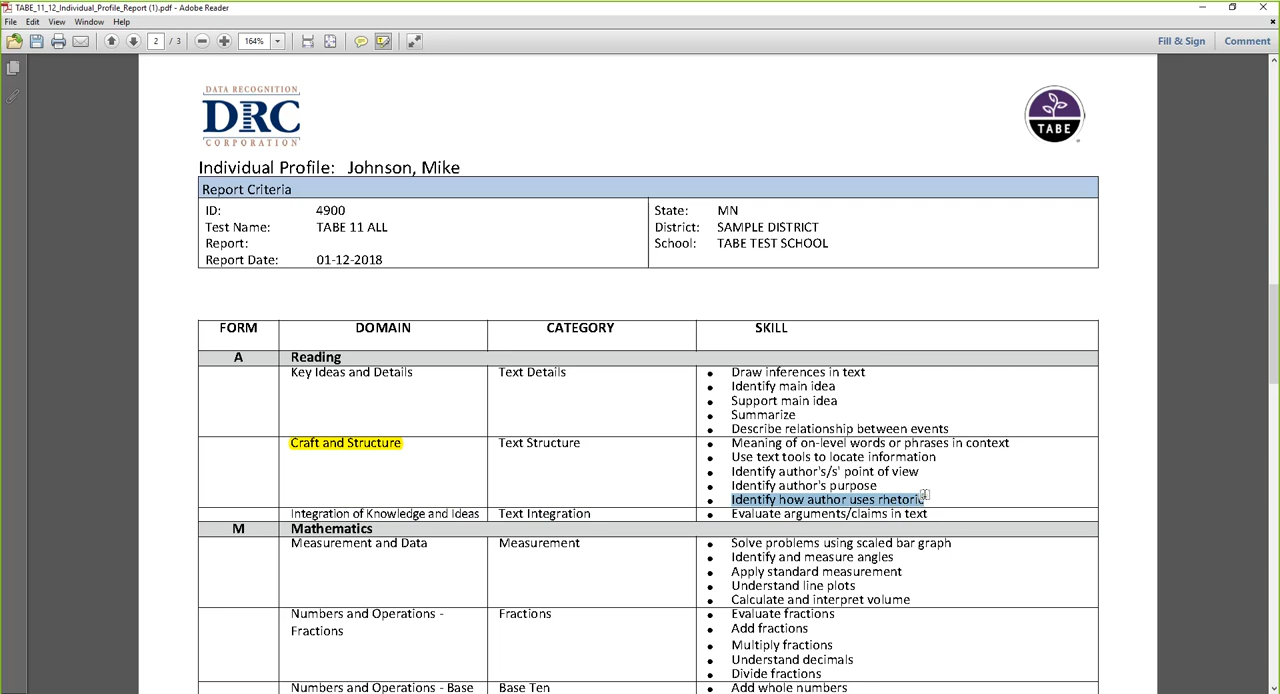 TABE_11_12_Individual_Profile_Report (1).pdf - Adobe Reader
File Edit View Window Help
2 / 3 164% Fill & Sign Comment
DATA RECOGNITION
DRC
CORPORATION
TABE
Individual Profile: Johnson, Mike
Report Criteria
ID: 4900 State: MN
Test Name: TABE 11 ALL District: SAMPLE DISTRICT
Report: School: TABE TEST SCHOOL
Report Date: 01-12-2018
FORM DOMAIN CATEGORY SKILL
A Reading
Key Ideas and Details Text Details • Draw inferences in text
• Identify main idea
• Support main idea
• Summarize
• Describe relationship between events
Craft and Structure Text Structure • Meaning of on-level words or phrases in context
• Use text tools to locate information
• Identify author's/s' point of view
• Identify author's purpose
• Identify how author uses rhetoric
Integration of Knowledge and Ideas Text Integration • Evaluate arguments/claims in text
M Mathematics
Measurement and Data Measurement • Solve problems using scaled bar graph
• Identify and measure angles
• Apply standard measurement
• Understand line plots
• Calculate and interpret volume
Numbers and Operations - Fractions • Evaluate fractions
Fractions • Add fractions
• Multiply fractions
• Understand decimals
• Divide fractions
Numbers and Operations - Base Base Ten • Add whole numbers